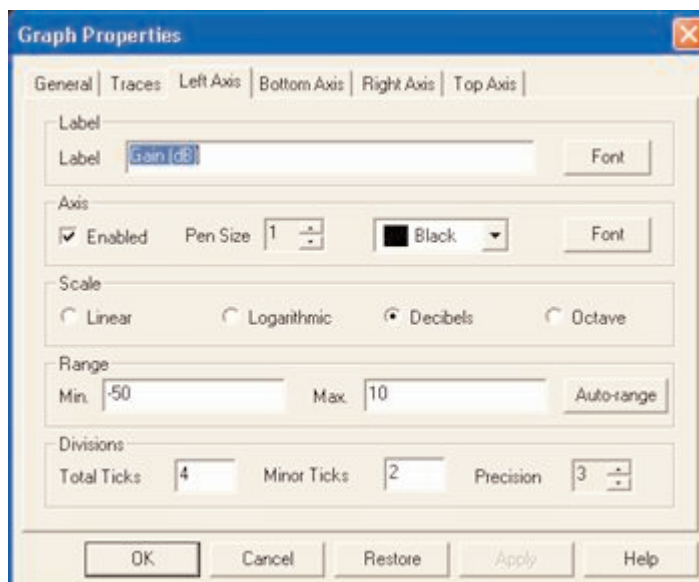 Graph Properties
General Traces Left Axis Bottom Axis Right Axis Top Axis
Label
Label Gain (dB) Font
Axis
Enabled Pen Size 1 Black Font
Scale
Linear Logarithmic Decibels Octave
Range
Min. -50 Max. 10 Auto-range
Divisions
Total Ticks 4 Minor Ticks 2 Precision 3
OK Cancel Restore Apply Help